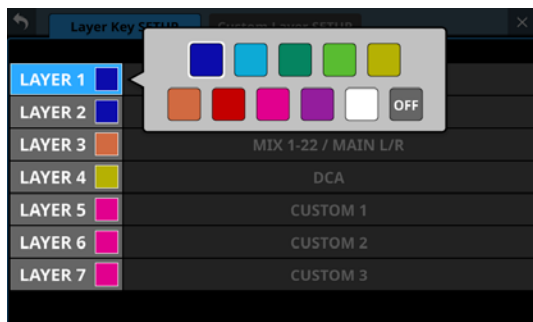 Layer Key SETUP
Custom Layer SETUP
LAYER 1
OFF
LAYER 2
LAYER 3
MIX 1-22 / MAIN L/R
LAYER 4
DCA
LAYER 5
CUSTOM 1
LAYER 6
CUSTOM 2
LAYER 7
CUSTOM 3